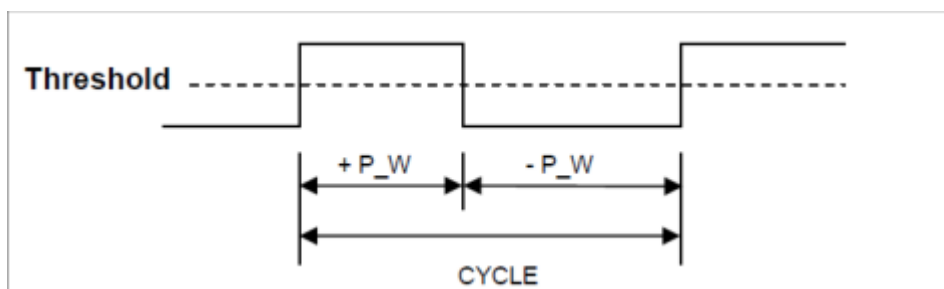 Threshold
+ P_W
- P_W
CYCLE